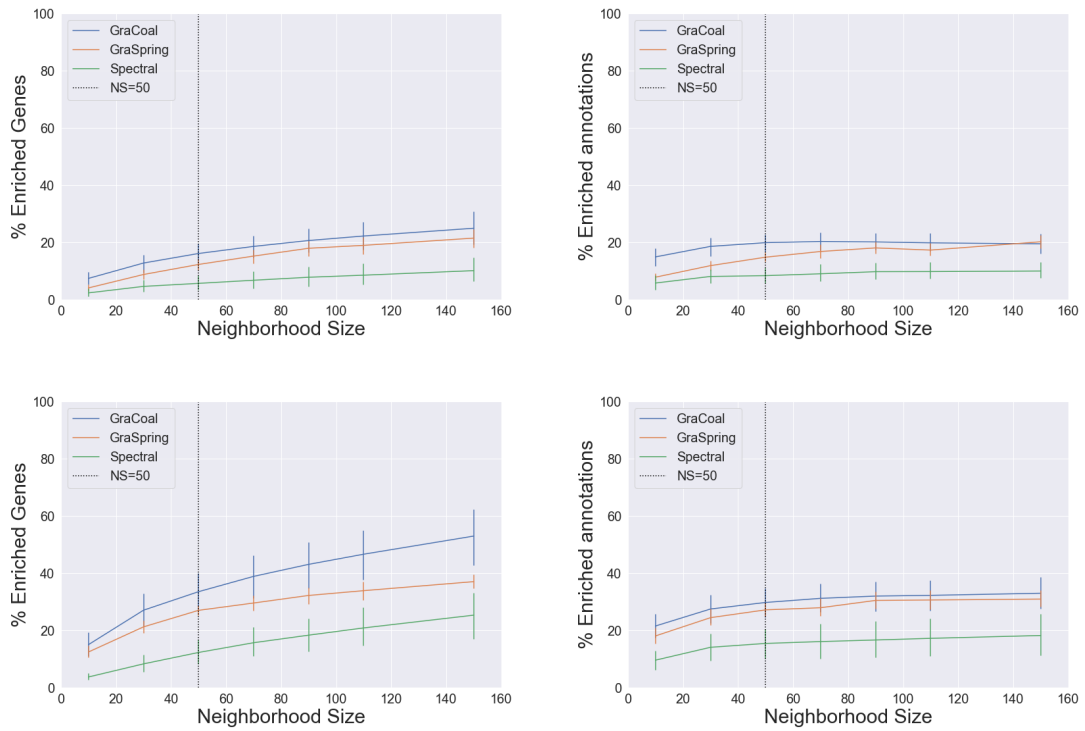 100
80
60
40
20
0
% Enriched Genes
GraCoal
GraSpring
Spectral
NS=50
0 20 40 60 80 100 120 140 160
Neighborhood Size
100
80
60
40
20
0
% Enriched annotations
GraCoal
GraSpring
Spectral
NS=50
0 20 40 60 80 100 120 140 160
Neighborhood Size
100
80
60
40
20
0
% Enriched Genes
GraCoal
GraSpring
Spectral
NS=50
0 20 40 60 80 100 120 140 160
Neighborhood Size
100
80
60
40
20
0
% Enriched annotations
GraCoal
GraSpring
Spectral
NS=50
0 20 40 60 80 100 120 140 160
Neighborhood Size